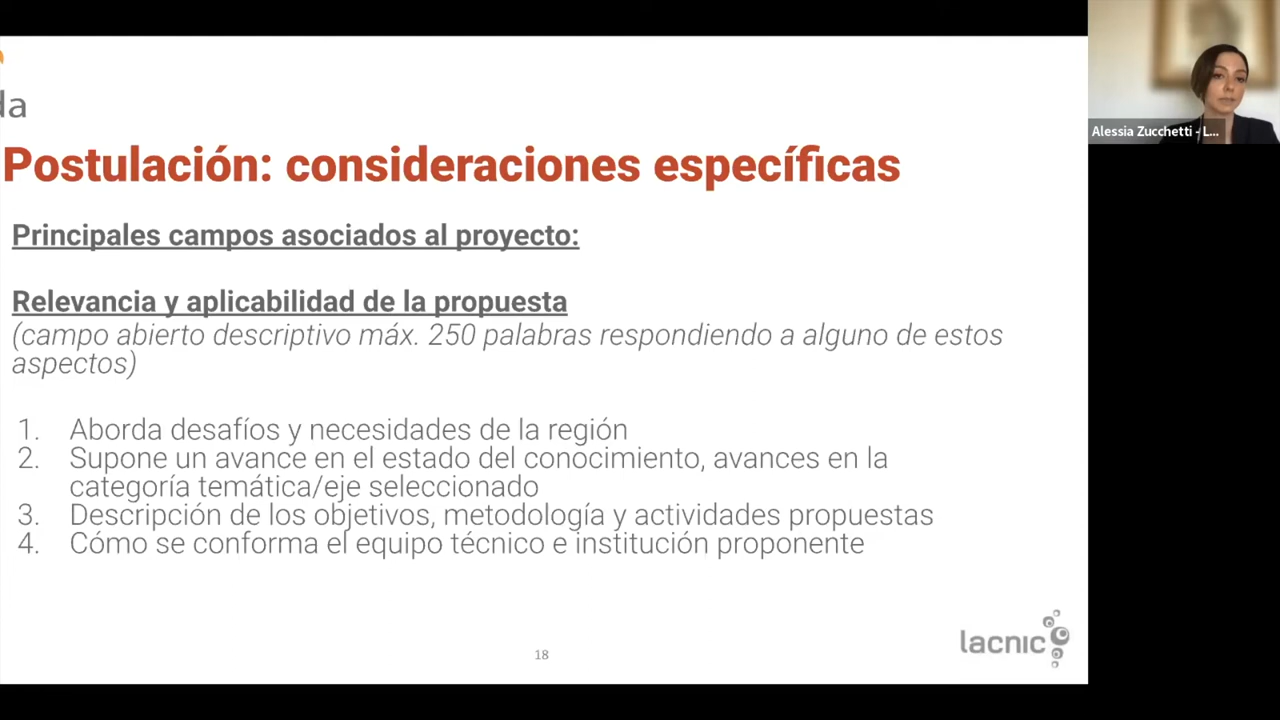 da
Postulación: consideraciones específicas
Principales campos asociados al proyecto:
Relevancia y aplicabilidad de la propuesta
(campo abierto descriptivo máx. 250 palabras respondiendo a alguno de estos
aspectos)
1. Aborda desafíos y necesidades de la región
2. Supone un avance en el estado del conocimiento, avances en la
categoría temática/eje seleccionado
3. Descripción de los objetivos, metodología y actividades propuestas
4. Cómo se conforma el equipo técnico e institución proponente
18
lacnic
Alessia Zucchetti - L...